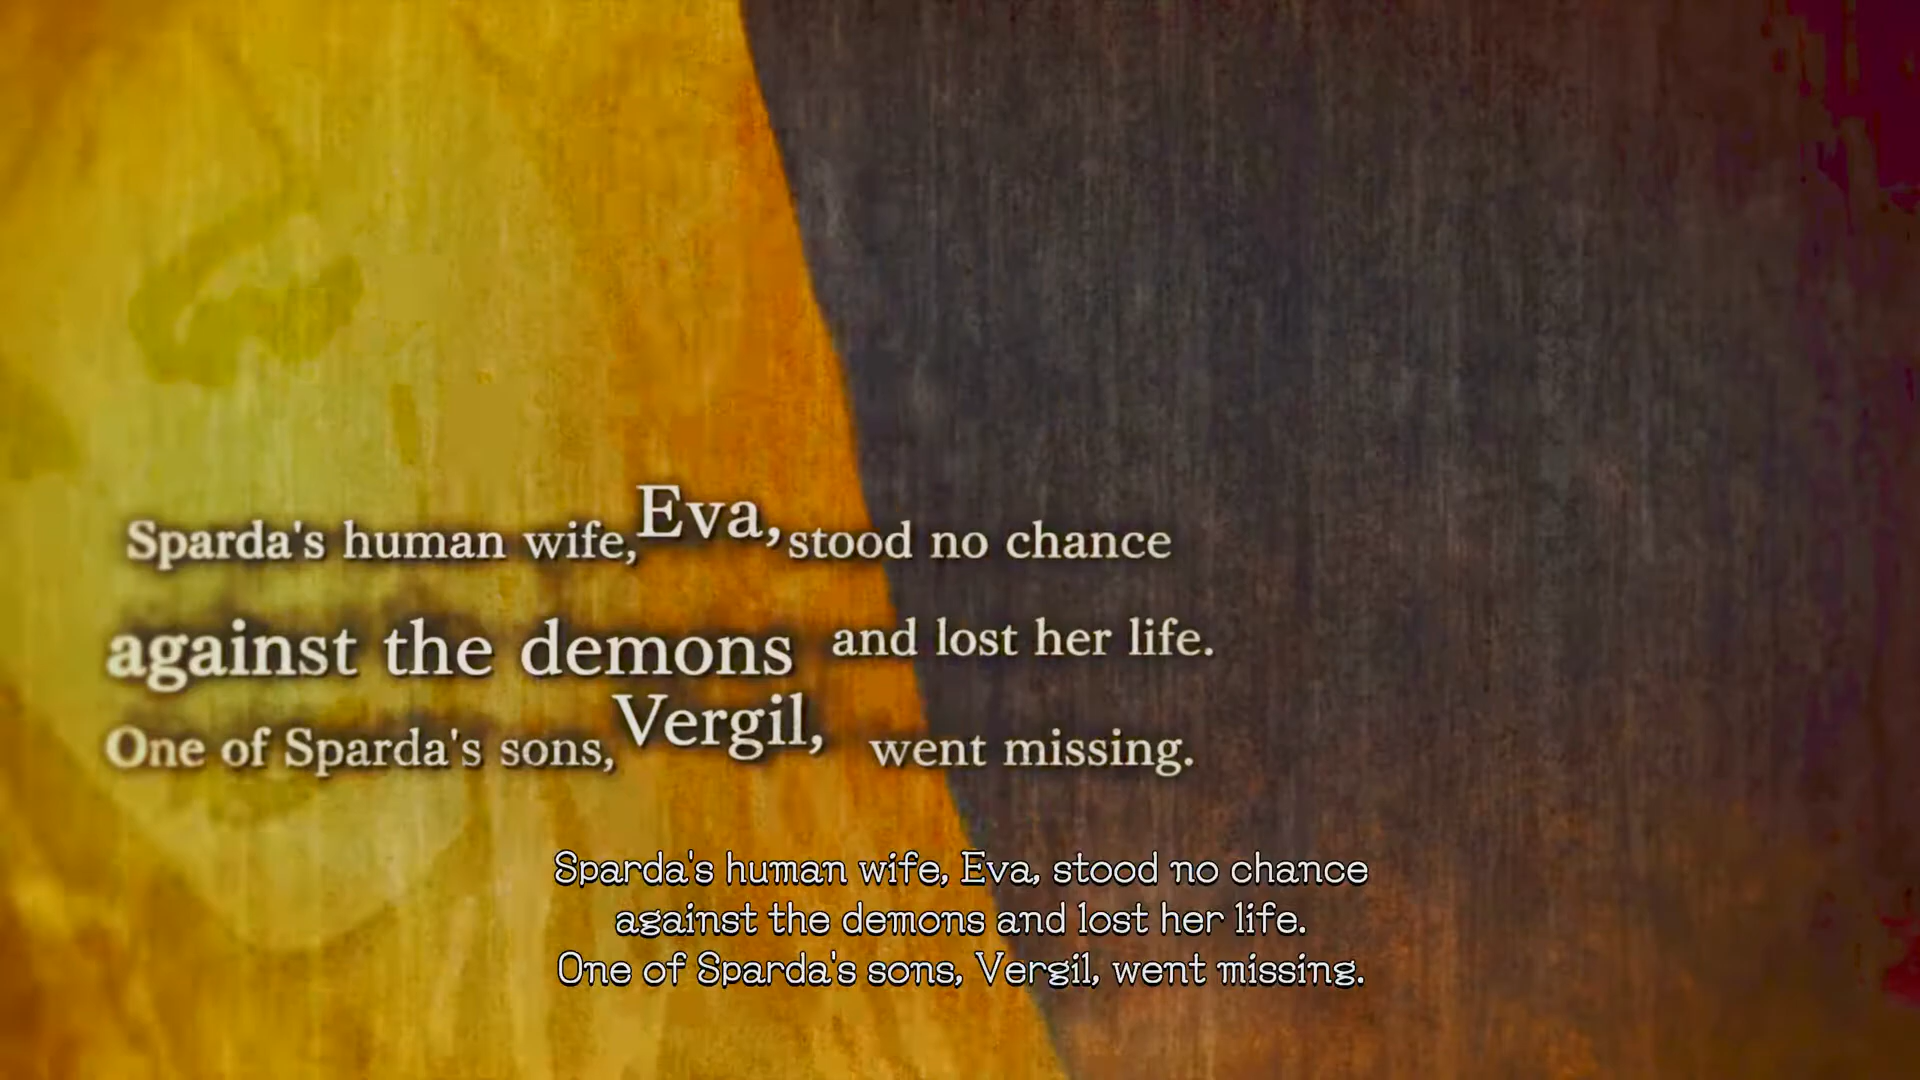 Sparda's human wife, Eva, stood no chance
against the demons and lost her life.
One of Sparda's sons, Vergil, went missing.
Sparda's human wife, Eva, stood no chance
against the demons and lost her life.
One of Sparda's sons, Vergil, went missing.